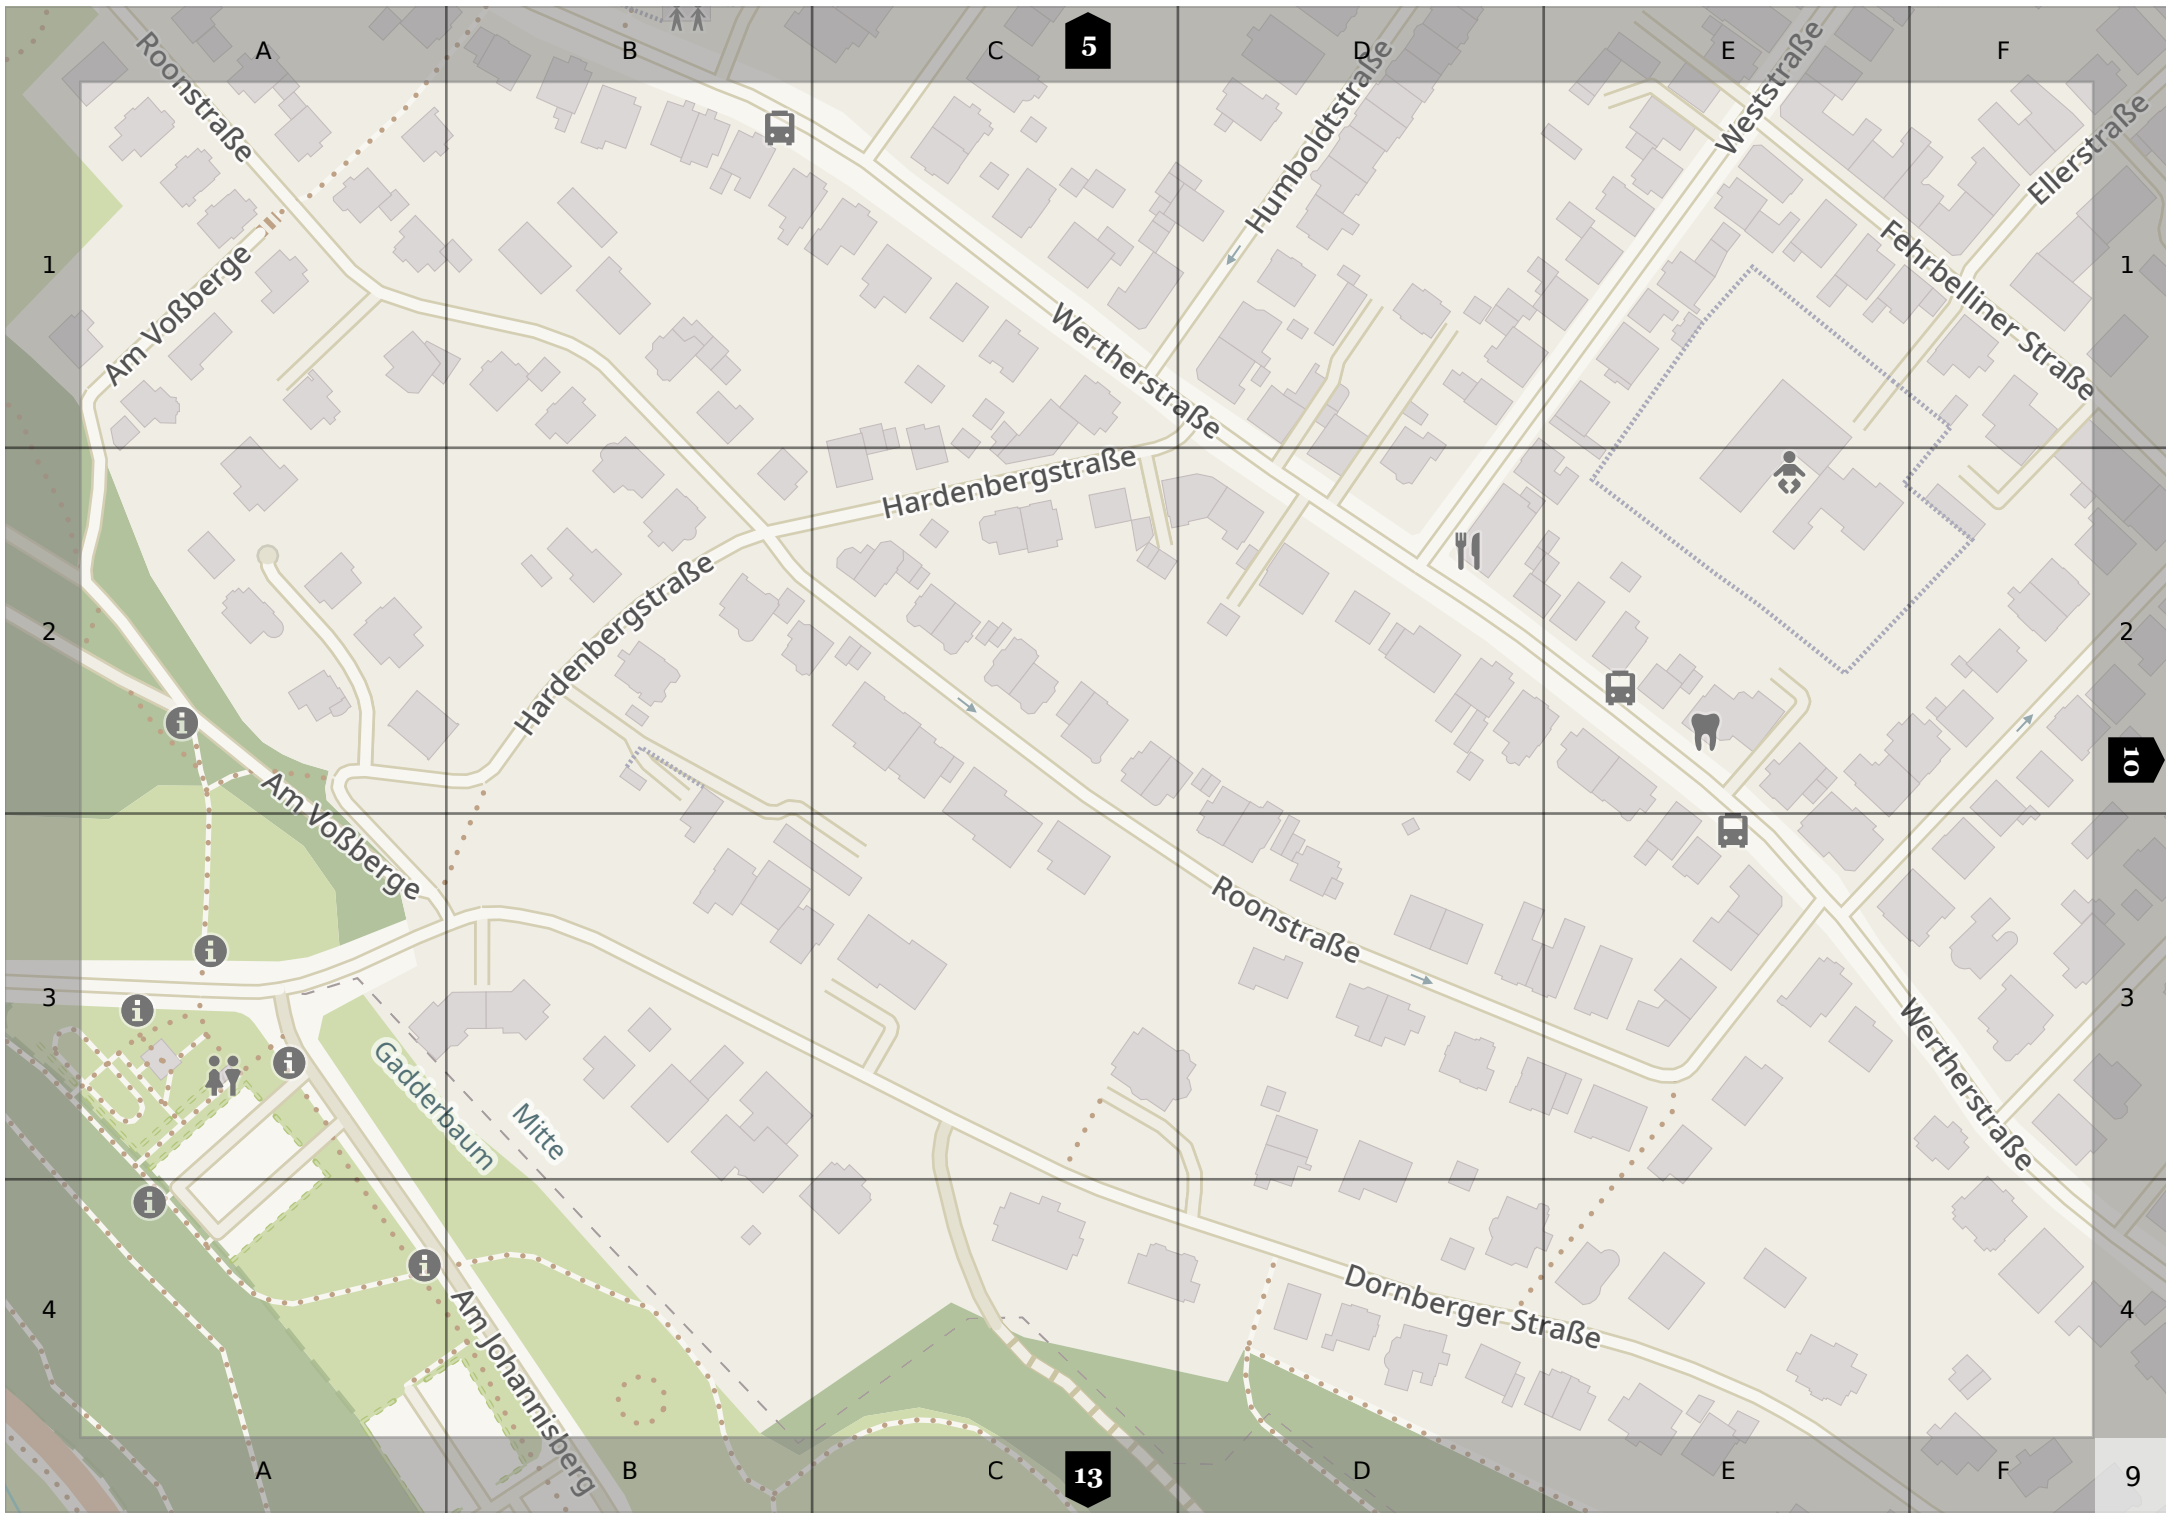 A
B
C
5
D
E
F
Roonstraße
Humboldtstraße
Weststraße
Ellerstraße
Fehrbelliner Straße
1
1
Am Voßberge
Wertherstraße
Hardenbergstraße
Hardenbergstraße
2
2
10
Am Voßberge
Roonstraße
3
3
Wertherstraße
Gadderbaum
Mitte
Dornberger Straße
4
4
Am Johannisberg
A
B
C
13
D
E
F
9